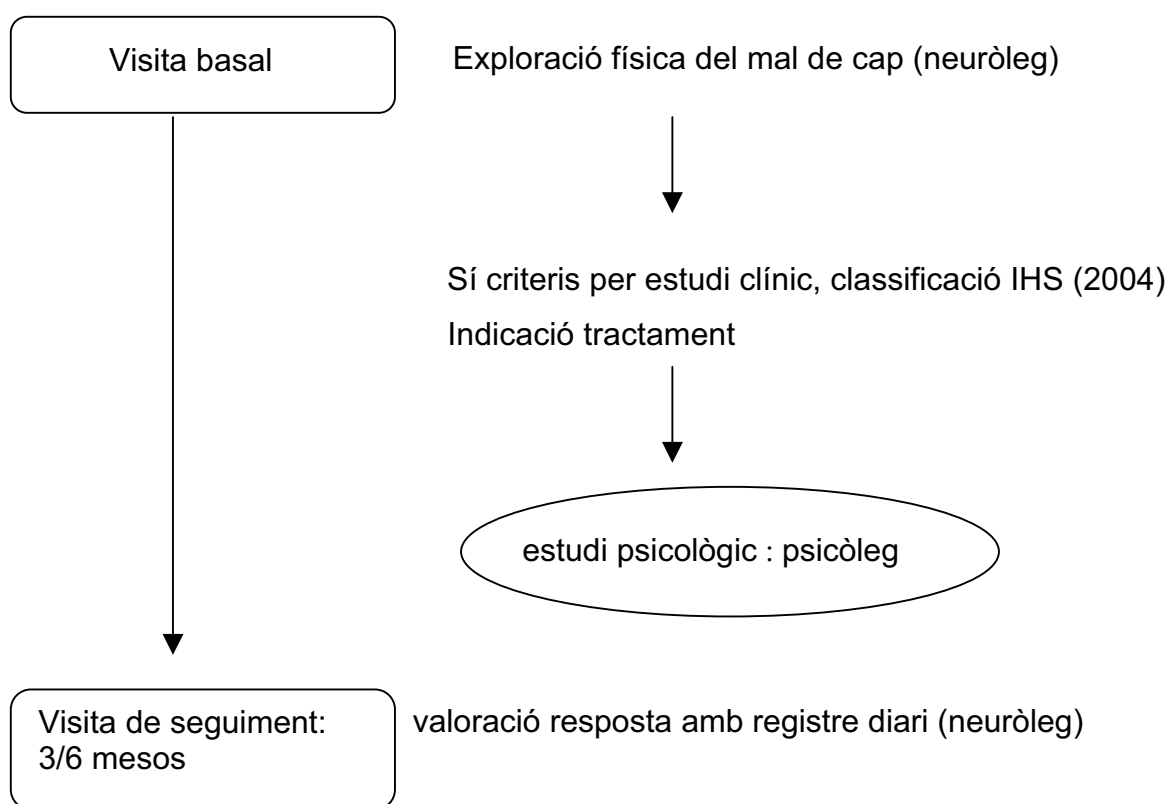 Visita basal
Exploració física del mal de cap (neuròleg)
Sí criteris per estudi clínic, classificació IHS (2004)
Indicació tractament
estudi psicològic : psicòleg
Visita de seguiment:
3/6 mesos
valoració resposta amb registre diari (neuròleg)